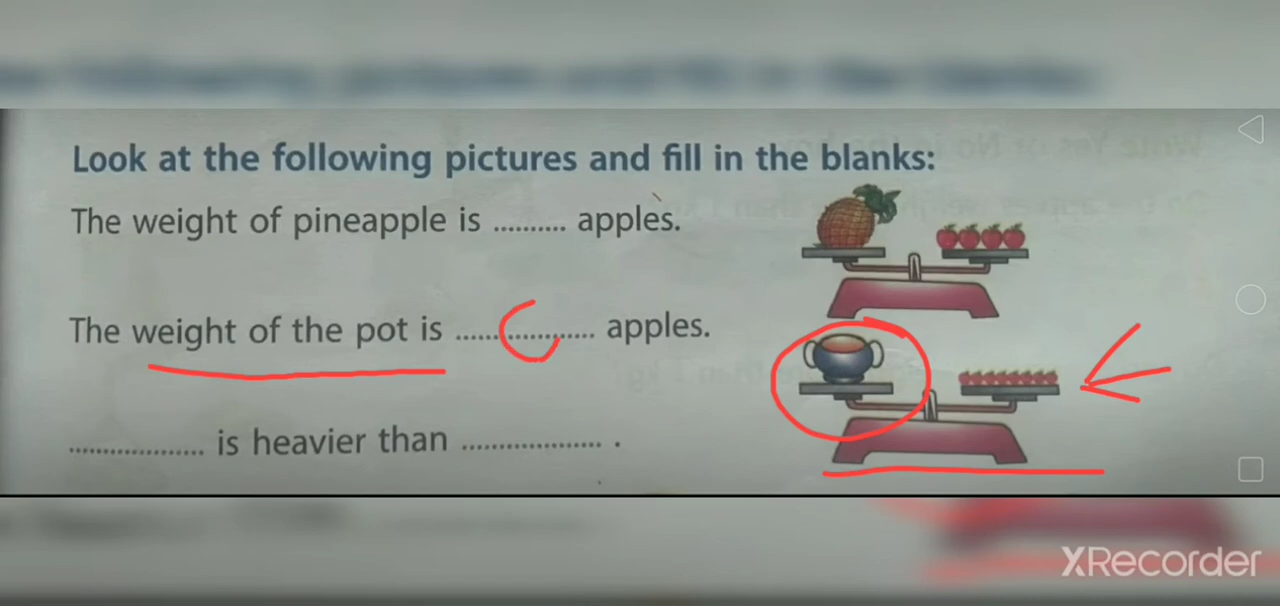 Look at the following pictures and fill in the blanks:
The weight of pineapple is .......... apples.
The weight of the pot is ...................... apples.
................... is heavier than ................... .
XRecorder